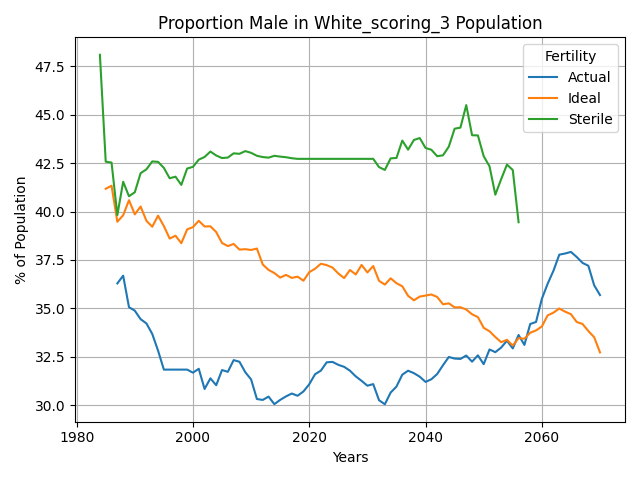 Proportion Male in White_scoring_3 Population
Fertility
Actual
Ideal
Sterile
% of Population
47.5
45.0
42.5
40.0
37.5
35.0
32.5
30.0
1980
2000
2020
2040
2060
Years